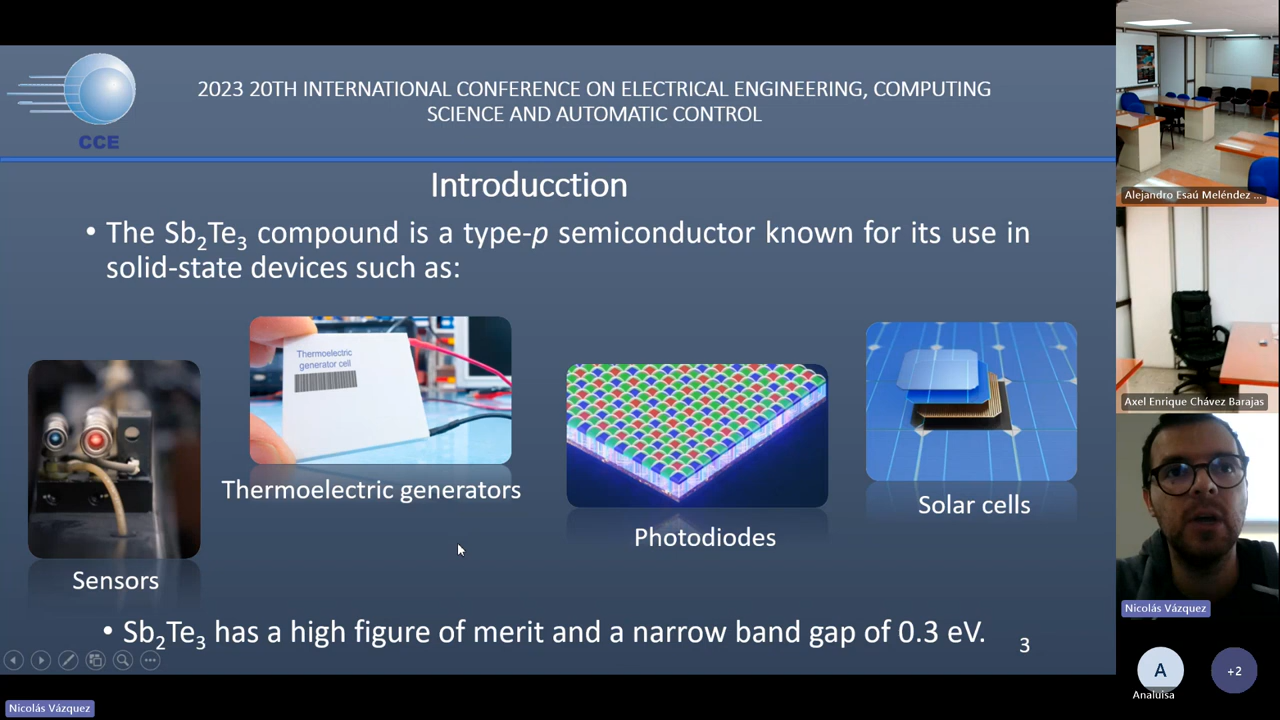 2023 20TH INTERNATIONAL CONFERENCE ON ELECTRICAL ENGINEERING, COMPUTING
SCIENCE AND AUTOMATIC CONTROL
CCE
Introducction
• The Sb₂Te₃ compound is a type-p semiconductor known for its use in
solid-state devices such as:
Thermoelectric
generator cell
Sensors
Thermoelectric generators
Photodiodes
Solar cells
• Sb₂Te₃ has a high figure of merit and a narrow band gap of 0.3 eV.
3
Nicolás Vázquez
Alejandro Esaú Meléndez ...
Axel Enrique Chávez Barajas
Nicolás Vázquez
A
Analuisa
+2